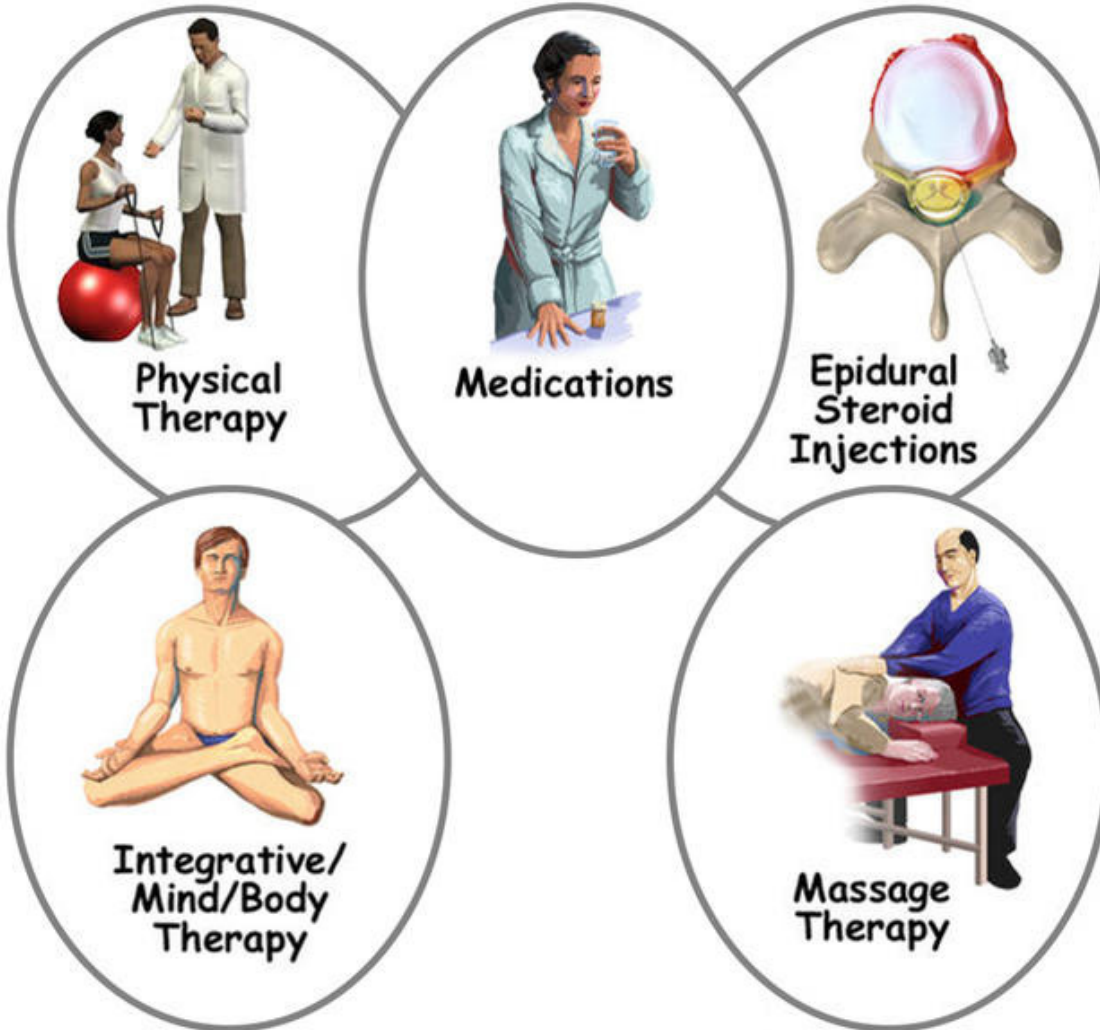 Physical
Therapy
Medications
Epidural
Steroid
Injections
Integrative/
Mind/Body
Therapy
Massage
Therapy